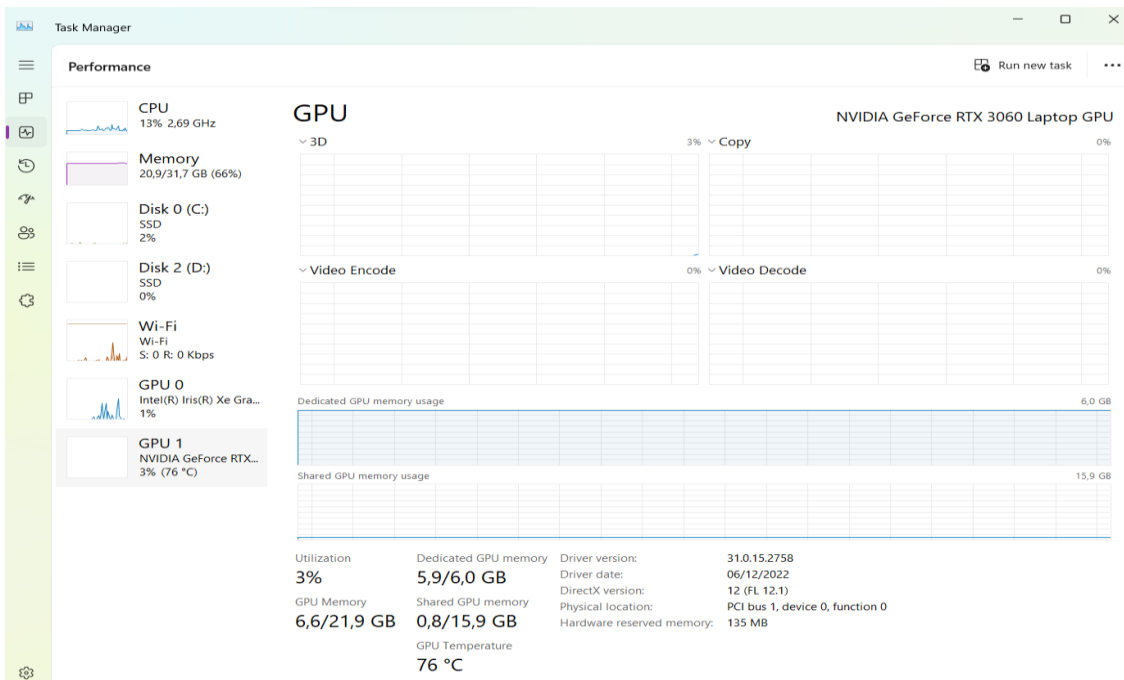 Task Manager
Performance
Run new task
CPU
13% 2,69 GHz
Memory
20,9/31,7 GB (66%)
Disk 0 (C:)
SSD
2%
Disk 2 (D:)
SSD
0%
Wi-Fi
Wi-Fi
S: 0 R: 0 Kbps
GPU 0
Intel(R) Iris(R) Xe Gra...
1%
GPU 1
NVIDIA GeForce RTX...
3% (76 °C)
GPU
NVIDIA GeForce RTX 3060 Laptop GPU
3D 3%
Copy 0%
Video Encode 0%
Video Decode 0%
Dedicated GPU memory usage 6,0 GB
Shared GPU memory usage 15,9 GB
Utilization
3%
Dedicated GPU memory
5,9/6,0 GB
GPU Memory
6,6/21,9 GB
Shared GPU memory
0,8/15,9 GB
GPU Temperature
76 °C
Driver version: 31.0.15.2758
Driver date: 06/12/2022
DirectX version: 12 (FL 12.1)
Physical location: PCI bus 1, device 0, function 0
Hardware reserved memory: 135 MB